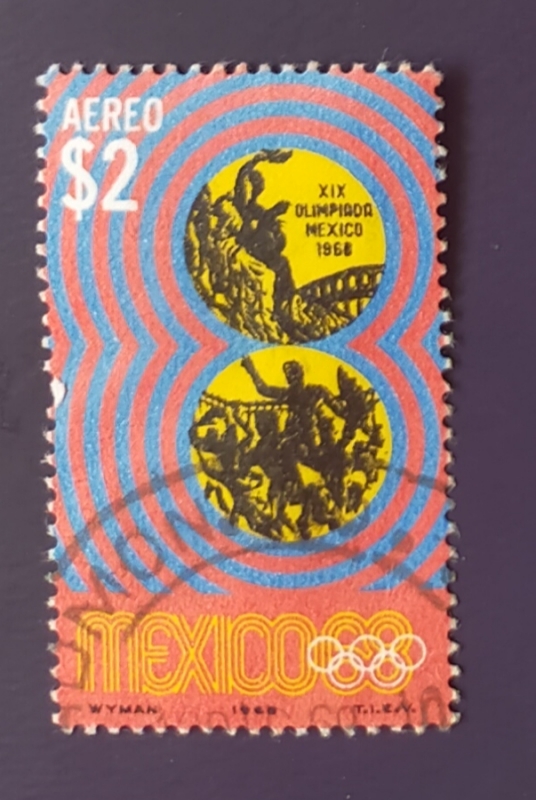 AEREO
$2
XIX
OLIMPIADA
MEXICO
1968
MEXICO68
WYMAN 1968 T.I.E.V.